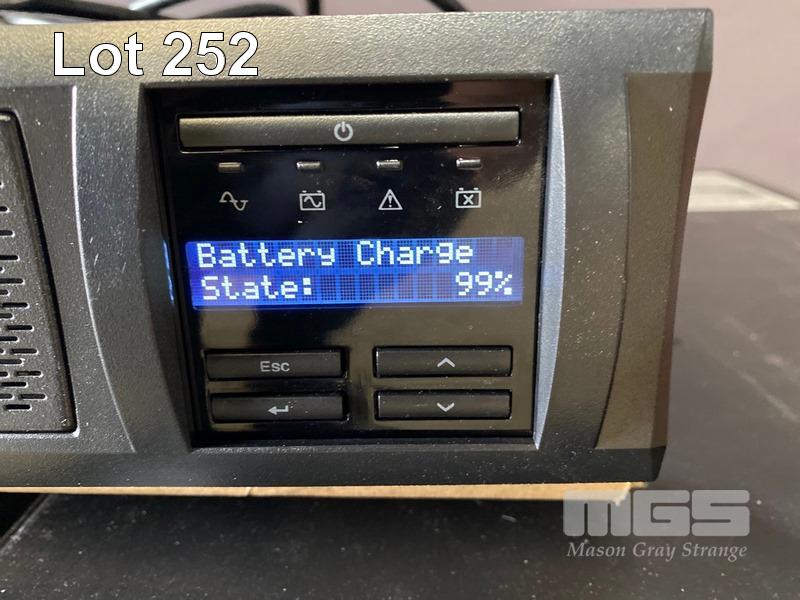 Lot 252
Battery Charge
State: 99%
Esc
MGS
Mason Gray Strange